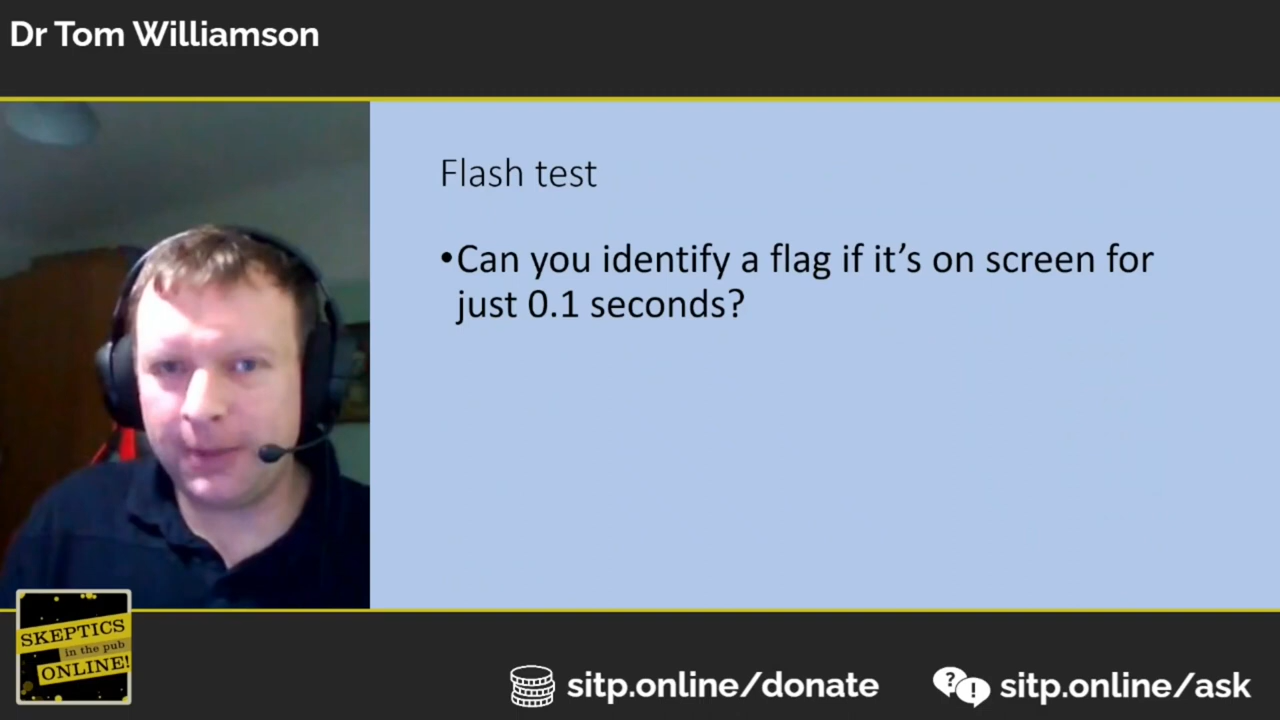 Dr Tom Williamson
Flash test
•Can you identify a flag if it’s on screen for
just 0.1 seconds?
SKEPTICS
in the pub
ONLINE!
sitp.online/donate
? !
sitp.online/ask